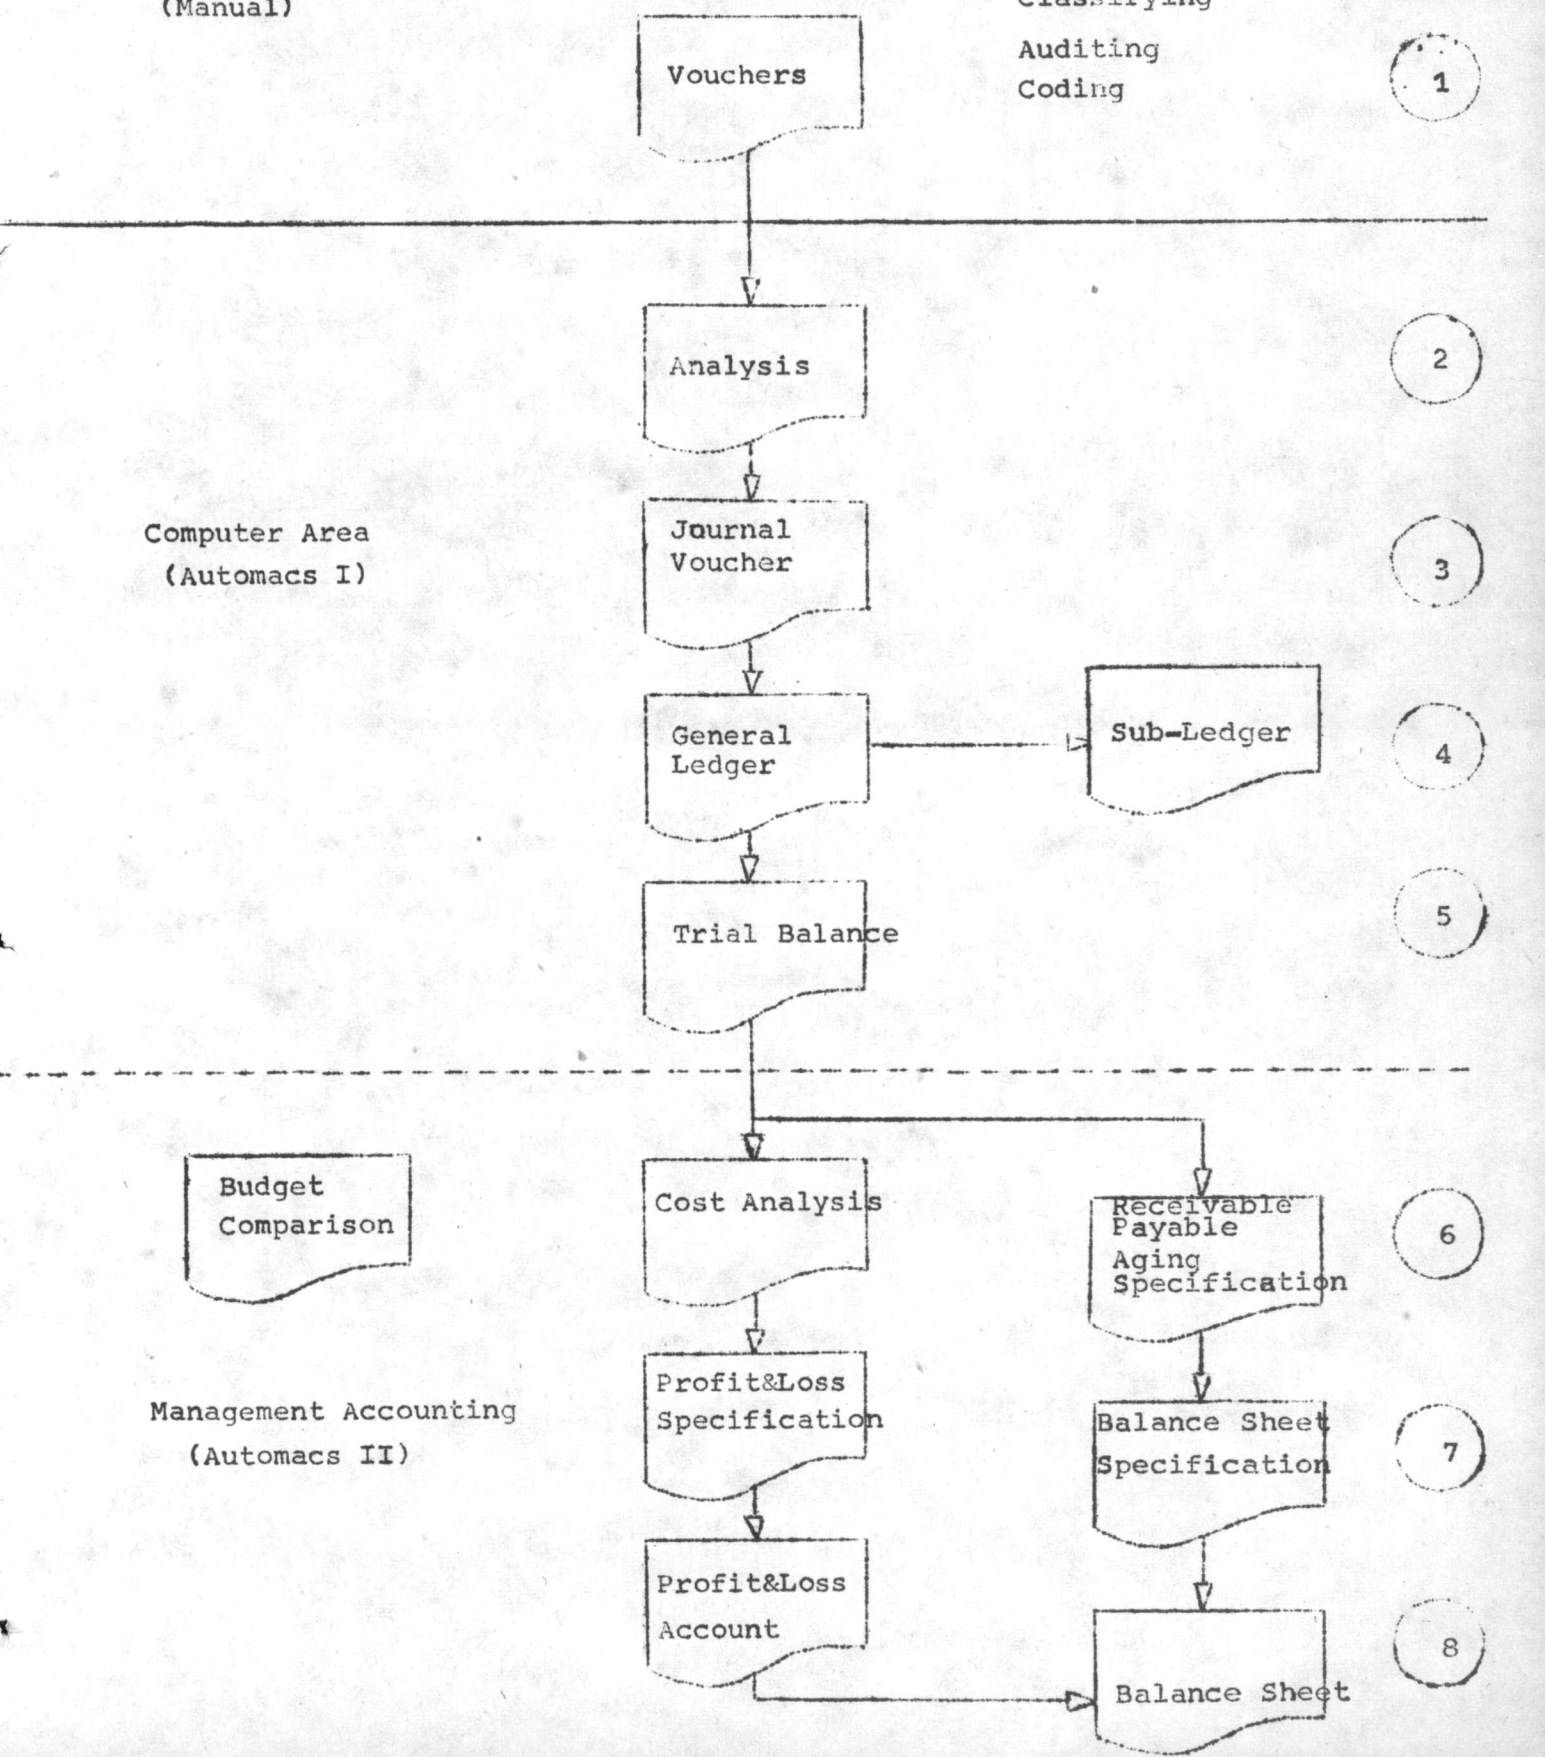 (Manual)
Classifying
Auditing
Coding
Vouchers
1
Analysis
2
Computer Area
(Automacs I)
Journal
Voucher
3
General
Ledger
Sub-Ledger
4
Trial Balance
5
Budget
Comparison
Cost Analysis
Receivable
Payable
Aging
Specification
6
Management Accounting
(Automacs II)
Profit&Loss
Specification
Balance Sheet
Specification
7
Profit&Loss
Account
Balance Sheet
8